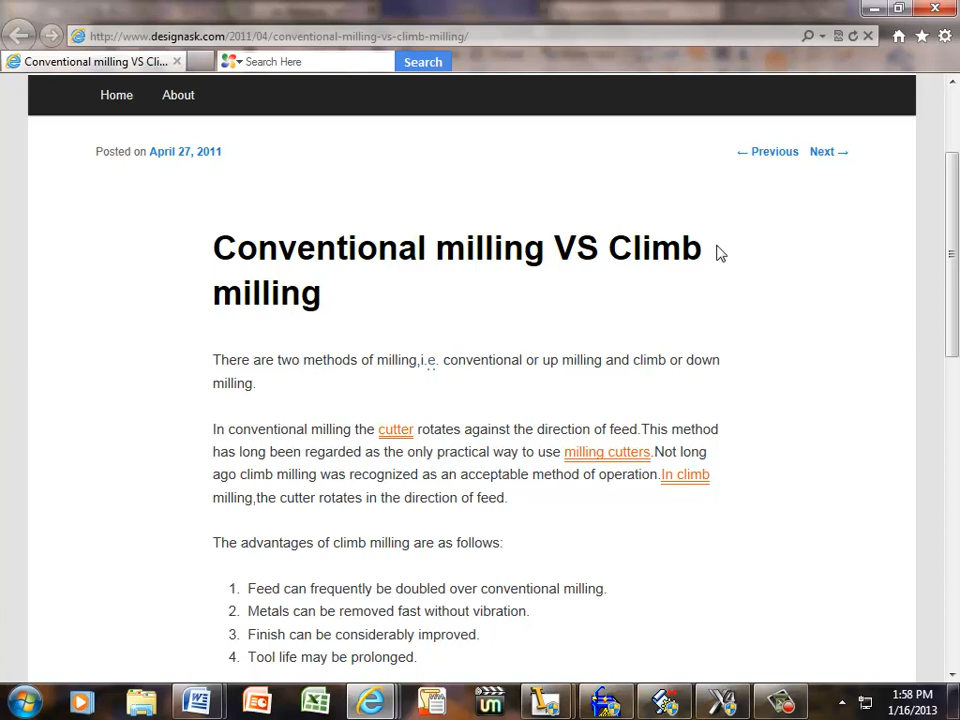 http://www.designask.com/2011/04/conventional-milling-vs-climb-milling/
Conventional milling VS Cli...
Search Here
Search
Home
About
Posted on April 27, 2011
← Previous Next →
Conventional milling VS Climb
milling
There are two methods of milling,i.e. conventional or up milling and climb or down
milling.
In conventional milling the cutter rotates against the direction of feed.This method
has long been regarded as the only practical way to use milling cutters.Not long
ago climb milling was recognized as an acceptable method of operation.In climb
milling,the cutter rotates in the direction of feed.
The advantages of climb milling are as follows:
1. Feed can frequently be doubled over conventional milling.
2. Metals can be removed fast without vibration.
3. Finish can be considerably improved.
4. Tool life may be prolonged.
um
1:58 PM
1/16/2013